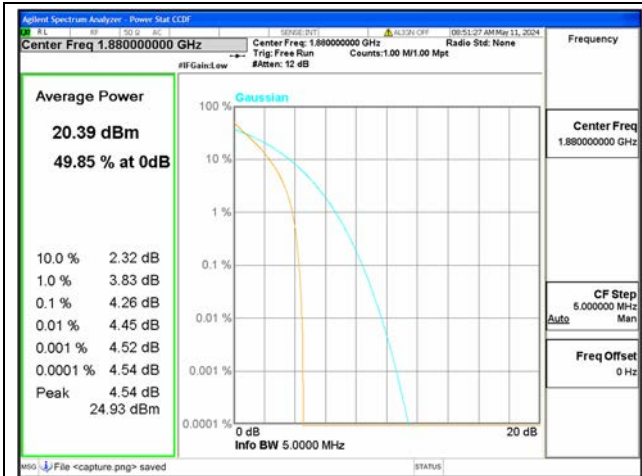 Agilent Spectrum Analyzer - Power Stat CCDF
RL RF 50 Ω AC SENSE:INT ALIGN OFF 08:51:27 AM May 11, 2024
Center Freq 1.880000000 GHz
Center Freq: 1.880000000 GHz Radio Std: None
Trig: Free Run Counts:1.00 M/1.00 Mpt
#IFGain:Low #Atten: 12 dB
Frequency
Average Power
20.39 dBm
49.85 % at 0dB
10.0 % 2.32 dB
1.0 % 3.83 dB
0.1 % 4.26 dB
0.01 % 4.45 dB
0.001 % 4.52 dB
0.0001 % 4.54 dB
Peak 4.54 dB
24.93 dBm
Gaussian
100 %
10 %
1 %
0.1 %
0.01 %
0.001 %
0.0001 %
0 dB 20 dB
Info BW 5.0000 MHz
Center Freq
1.880000000 GHz
CF Step
5.000000 MHz
Auto Man
Freq Offset
0 Hz
MSG File <capture.png> saved STATUS